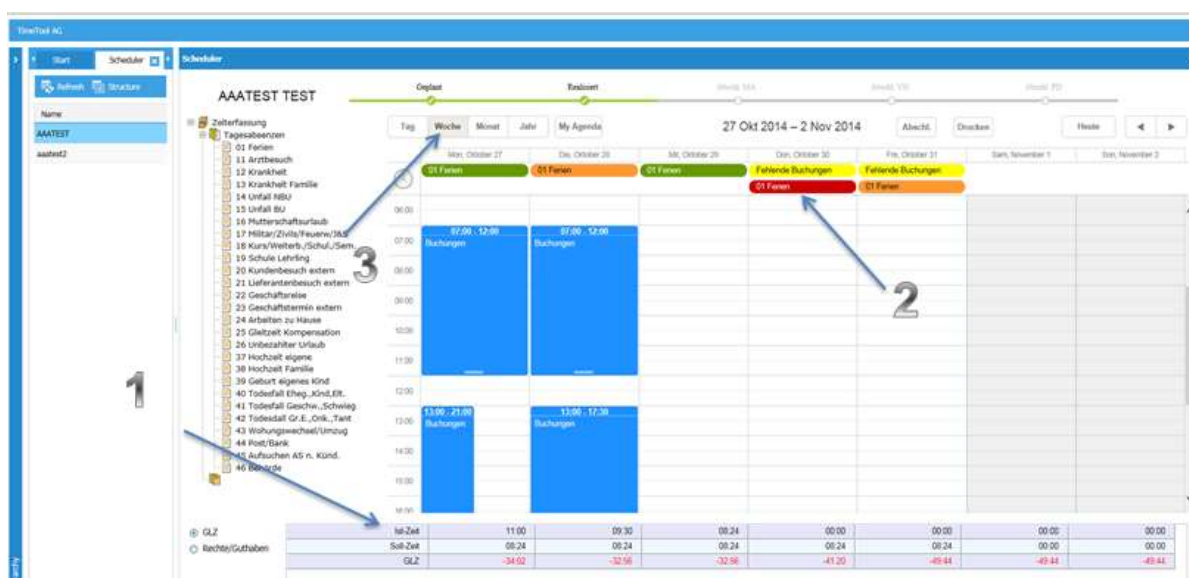 TimeTool AG
Start Scheduler
Scheduler
Refresh Structure
Name
AAATEST
aaatest2
AAATEST TEST
Geplant Realisiert
Tag Woche Monat Jahr My Agenda 27 Okt 2014 – 2 Nov 2014 Abschl. Drucken Heute
Mon, Oktober 27 Die, Oktober 28 Mit, Oktober 29 Don, Oktober 30 Fre, Oktober 31 Sam, November 1 Son, November 2
01 Ferien 01 Ferien 01 Ferien Fehlende Buchungen Fehlende Buchungen
01 Ferien 01 Ferien
Zeiterfassung
Tagesabsenzen
01 Ferien
11 Arztbesuch
12 Krankheit
13 Krankheit Familie
14 Unfall NBU
15 Unfall BU
16 Mutterschaftsurlaub
17 Militär/Zivils/Feuerw/J&S
18 Kurs/Weiterb./Schul./Sem.
19 Schule Lehrling
20 Kundenbesuch extern
21 Lieferantenbesuch extern
22 Geschäftsreise
23 Geschäftstermin extern
24 Arbeiten zu Hause
25 Gleitzeit Kompensation
26 Unbezahlter Urlaub
37 Hochzeit eigene
38 Hochzeit Familie
39 Geburt eigenes Kind
40 Todesfall Eheg.,Kind,Elt.
41 Todesfall Geschw.,Schwieg
42 Todesdall Gr.E.,Onk.,Tant
43 Wohungswechsel/Umzug
44 Post/Bank
45 Aufsuchen AS n. Künd.
46 Behörde
06:00
07:00
08:00
09:00
10:00
11:00
12:00
13:00
14:00
15:00
16:00
07:00 - 12:00 07:00 - 12:00
Buchungen Buchungen
13:00 - 21:00 13:00 - 17:30
Buchungen Buchungen
1
2
3
GLZ
Rechte/Guthaben
Ist-Zeit 11:00 09:30 08:24 00:00 00:00 00:00 00:00
Soll-Zeit 08:24 08:24 08:24 08:24 08:24 00:00 00:00
GLZ -34:02 -32:56 -32:56 -41:20 -49:44 -49:44 -49:44